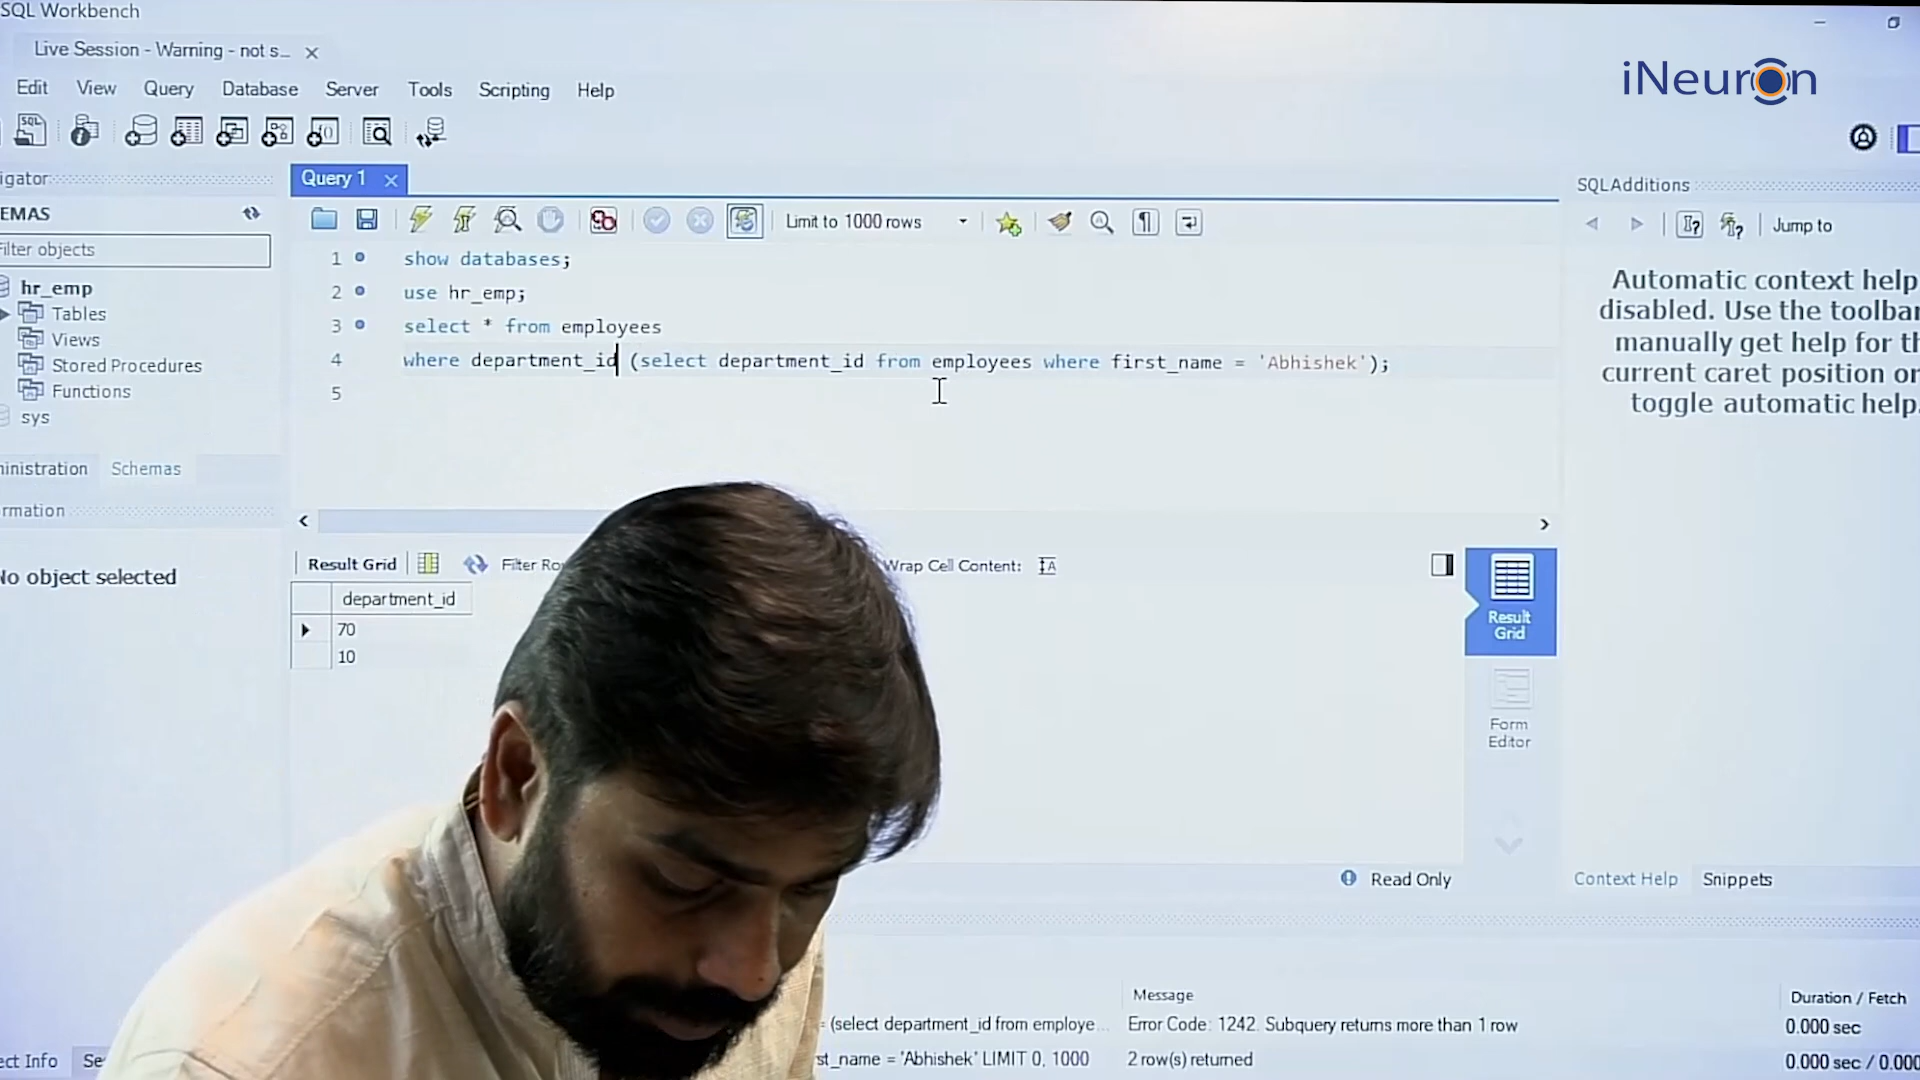 SQL Workbench
Live Session - Warning - not s...
iNeuron
Edit View Query Database Server Tools Scripting Help
SQL
igator
Query 1
SQLAdditions
EMAS
Limit to 1000 rows
Jump to
Filter objects
1 show databases;
2 use hr_emp;
3 select * from employees
4 where department_id (select department_id from employees where first_name = 'Abhishek');
5
hr_emp
Tables
Views
Stored Procedures
Functions
sys
Automatic context help
disabled. Use the toolbar
manually get help for th
current caret position or
toggle automatic help.
ministration Schemas
rmation
No object selected
Result Grid Filter Ro
Wrap Cell Content:
department_id
70
10
Result
Grid
Form
Editor
Read Only
Context Help Snippets
Message
Duration / Fetch
= (select department_id from employe... Error Code: 1242. Subquery returns more than 1 row 0.000 sec
st_name = 'Abhishek' LIMIT 0, 1000 2 row(s) returned 0.000 sec / 0.000
ect Info Se